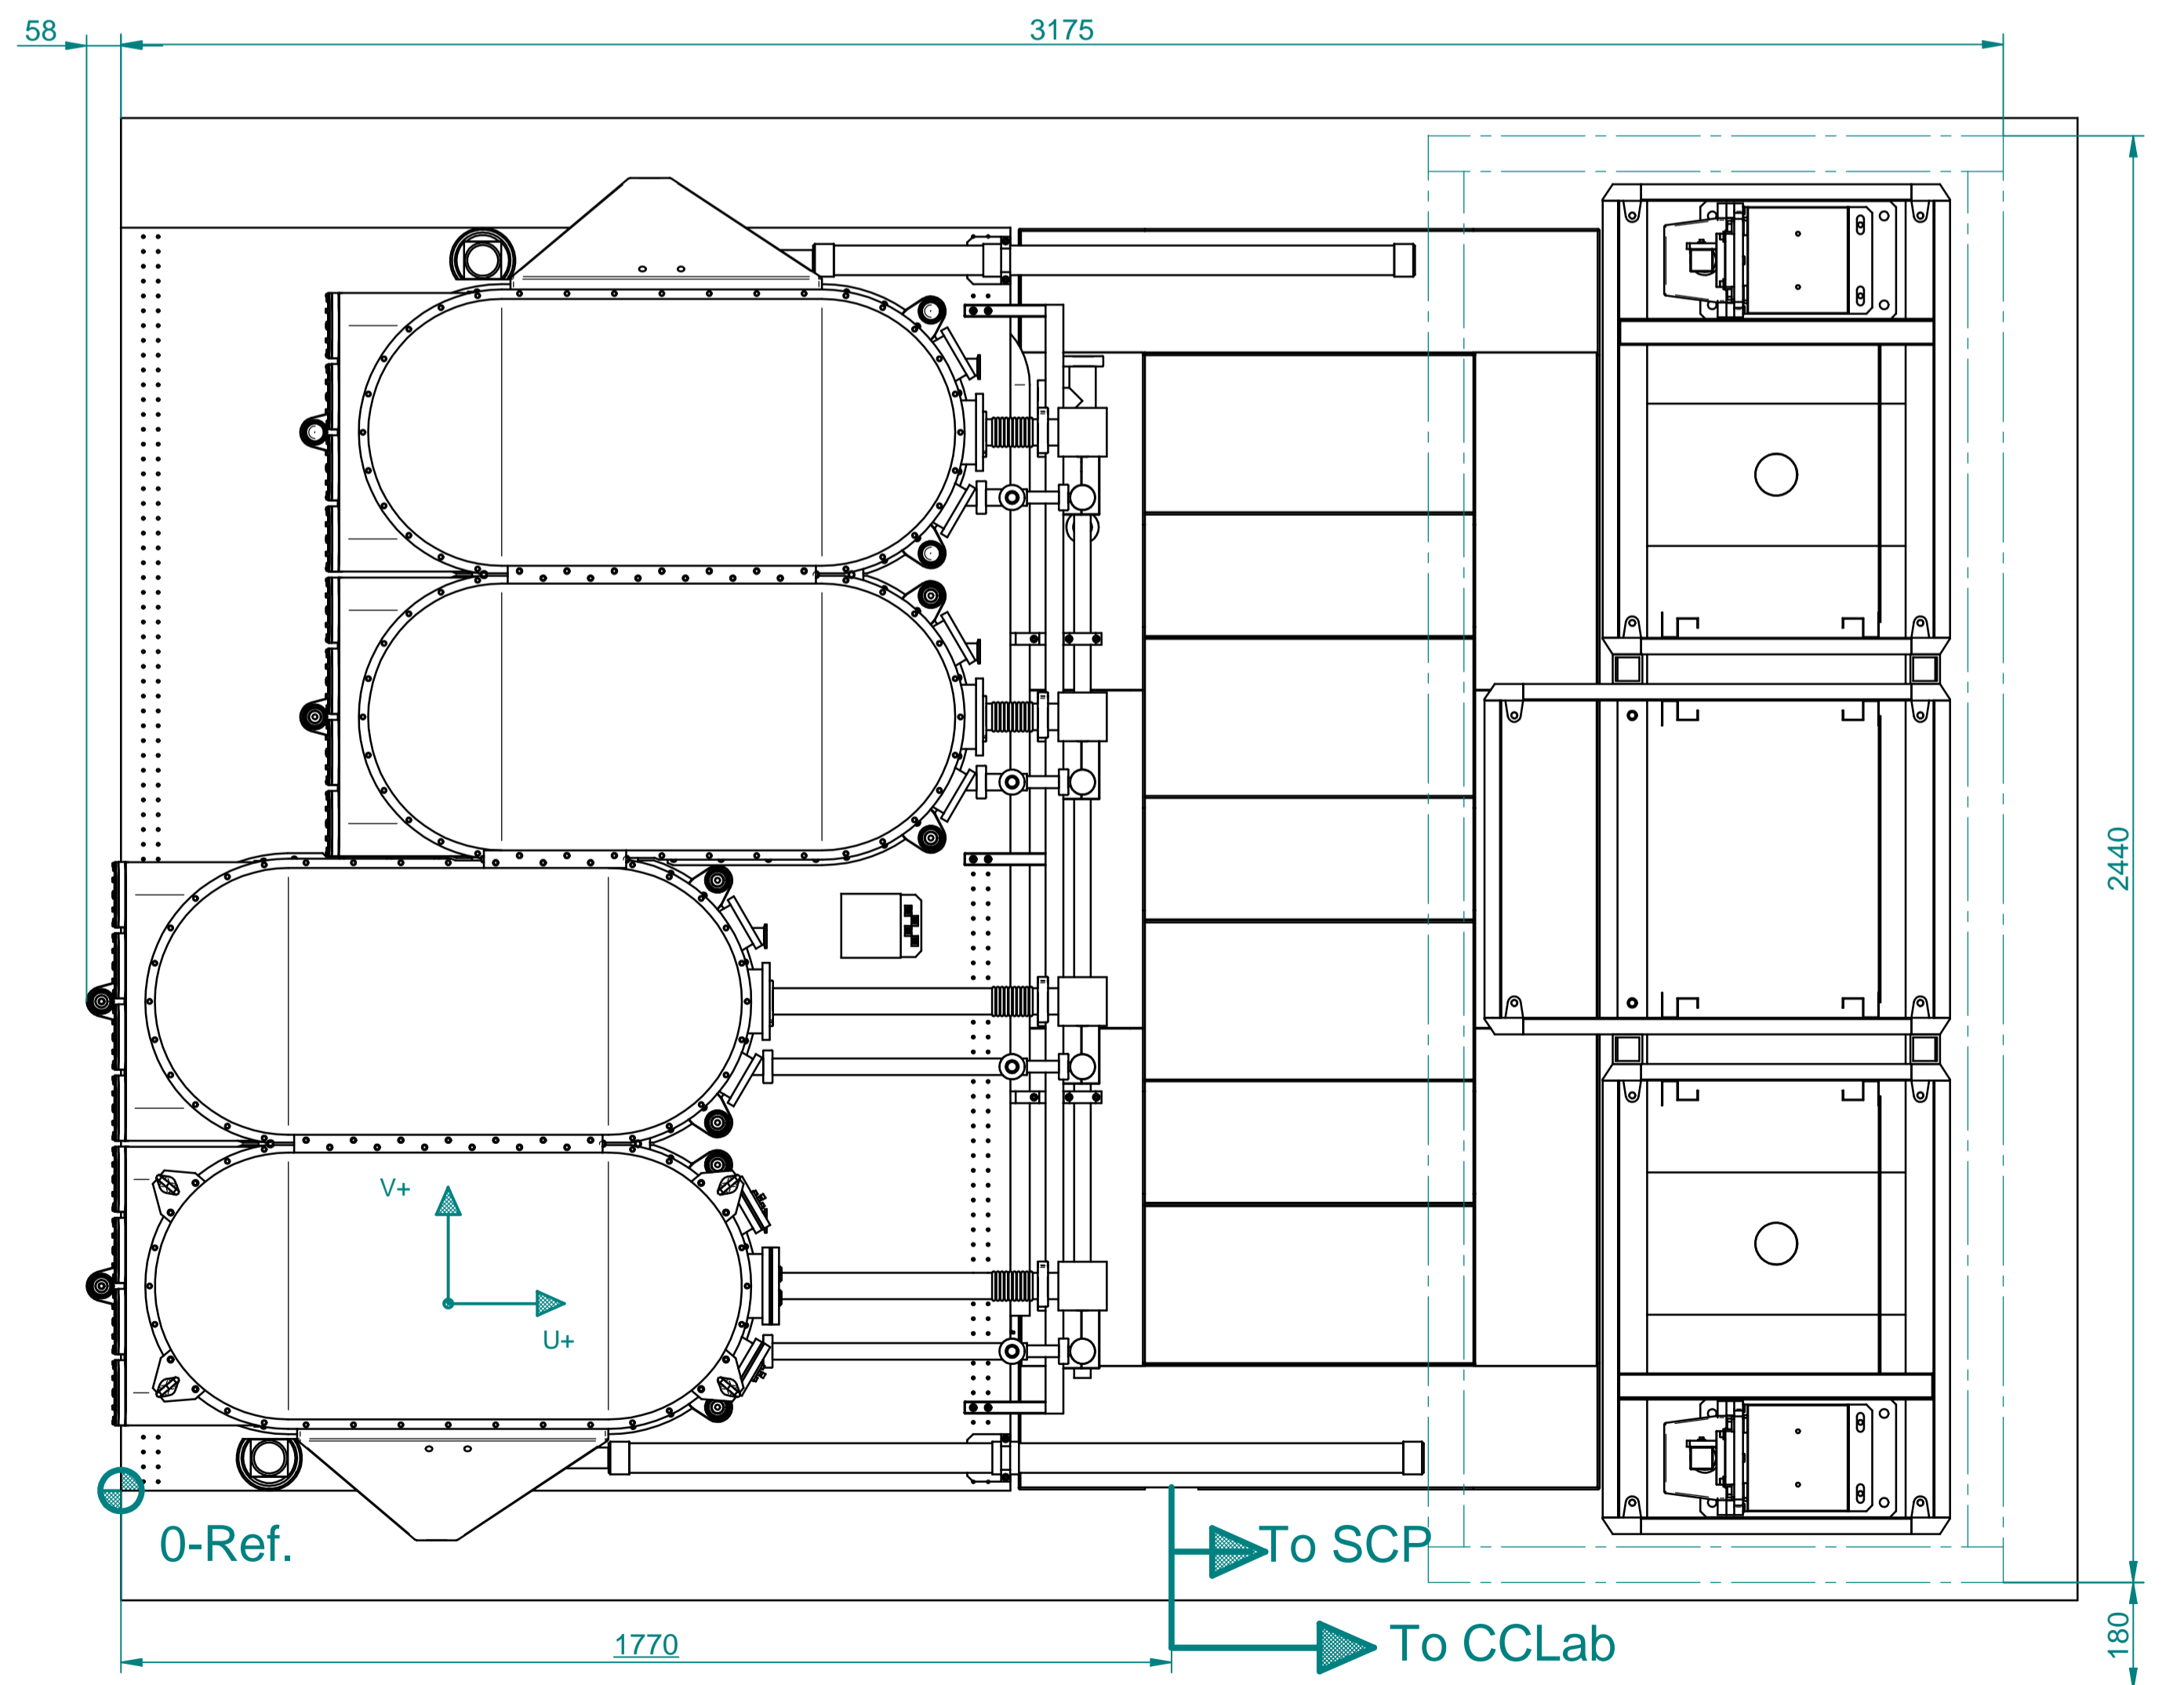 58
3175
2440
V+
U+
0-Ref.
To SCP
To CCLab
1770
180